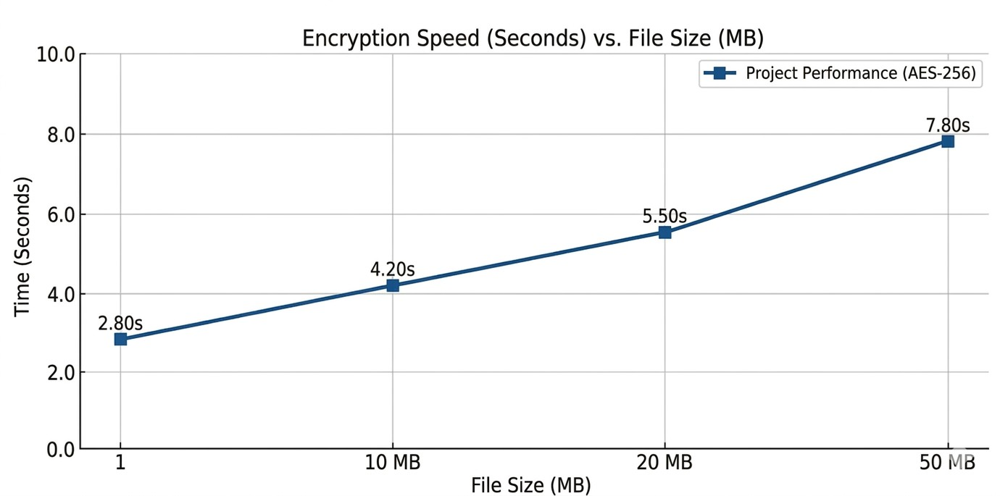 Encryption Speed (Seconds) vs. File Size (MB)
Project Performance (AES-256)
10.0
8.0
6.0
4.0
2.0
0.0
Time (Seconds)
2.80s
4.20s
5.50s
7.80s
1
10 MB
20 MB
50 MB
File Size (MB)